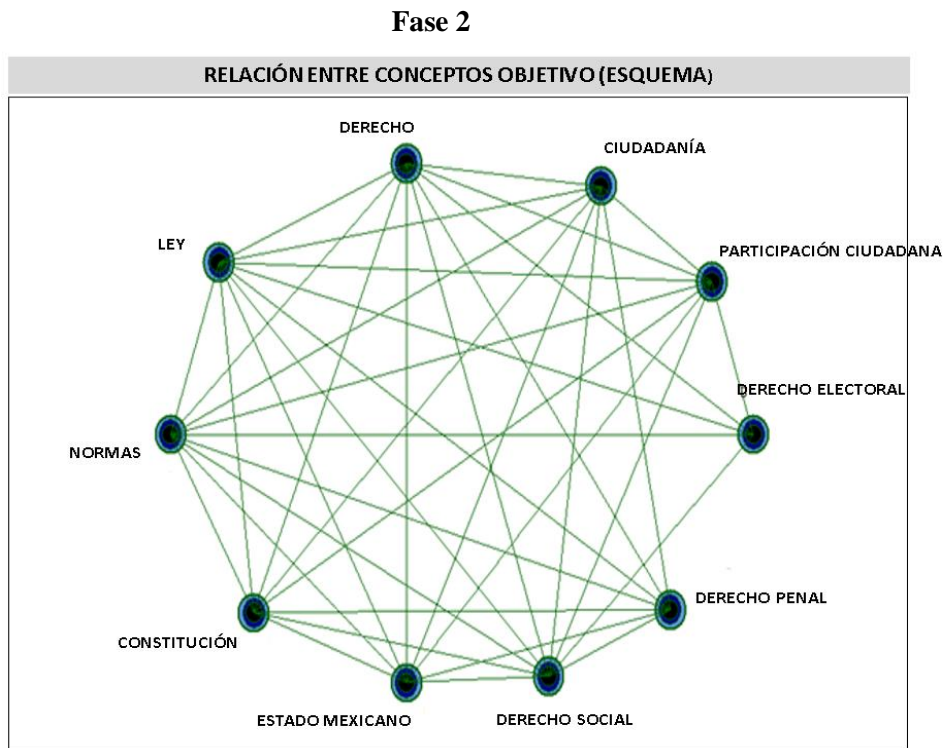 Fase 2
RELACIÓN ENTRE CONCEPTOS OBJETIVO (ESQUEMA)
DERECHO
CIUDADANÍA
LEY
PARTICIPACIÓN CIUDADANA
DERECHO ELECTORAL
NORMAS
DERECHO PENAL
CONSTITUCIÓN
ESTADO MEXICANO
DERECHO SOCIAL